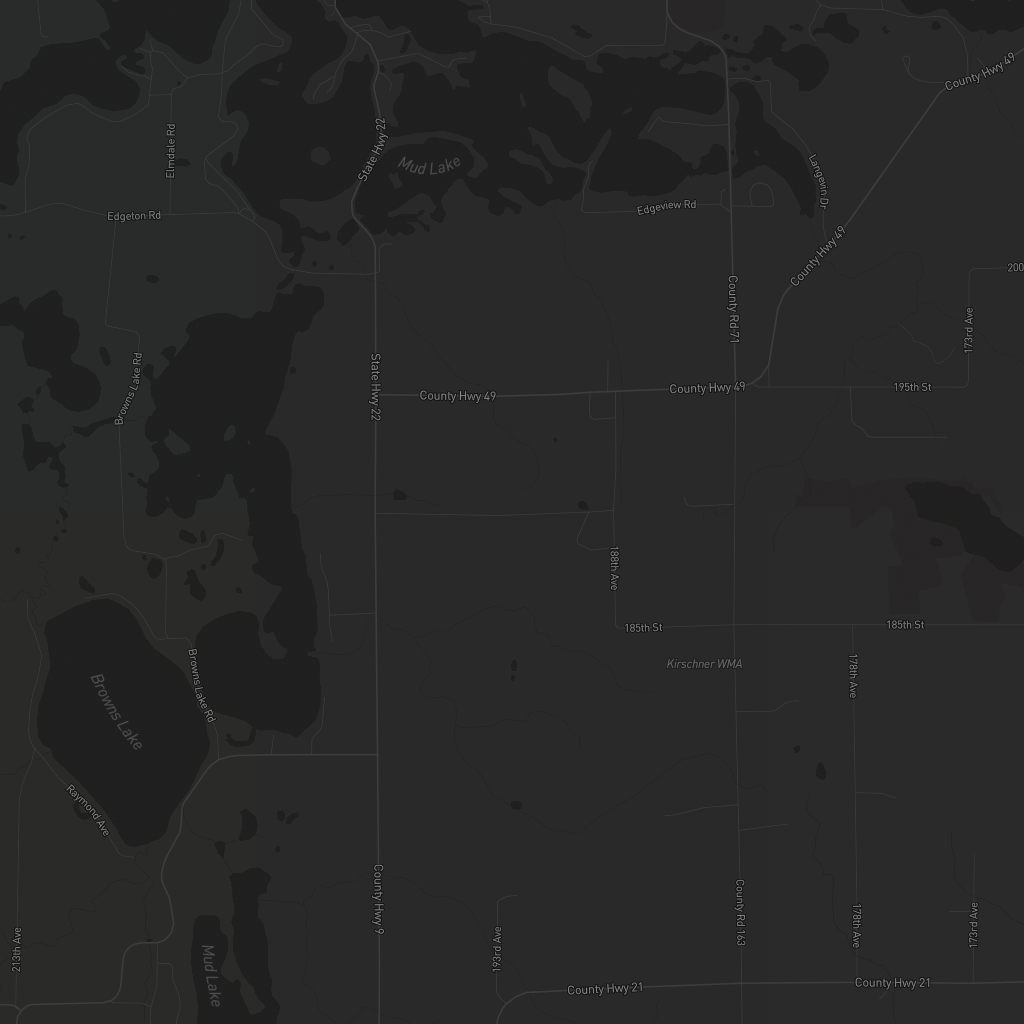 County Hwy 49
Elmdale Rd
State Hwy 22
Mud Lake
Langevin Dr
Edgeton Rd
Edgeview Rd
County Hwy 49
200
County Rd 71
173rd Ave
Browns Lake Rd
State Hwy 22
County Hwy 49
County Hwy 49
195th St
188th Ave
185th St
185th St
Kirschner WMA
Browns Lake Rd
178th Ave
Browns Lake
Raymond Ave
County Hwy 9
County Rd 163
178th Ave
173rd Ave
213th Ave
193rd Ave
Mud Lake
County Hwy 21
County Hwy 21